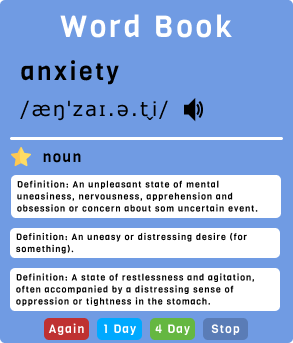 Word Book
anxiety
/æŋˈzaɪ.ə.t̬i/
noun
Definition: An unpleasant state of mental
uneasiness, nervousness, apprehension and
obsession or concern about som uncertain event.
Definition: An uneasy or distressing desire (for
something).
Definition: A state of restlessness and agitation,
often accompanied by a distressing sense of
oppression or tightness in the stomach.
Again
1 Day
4 Day
Stop